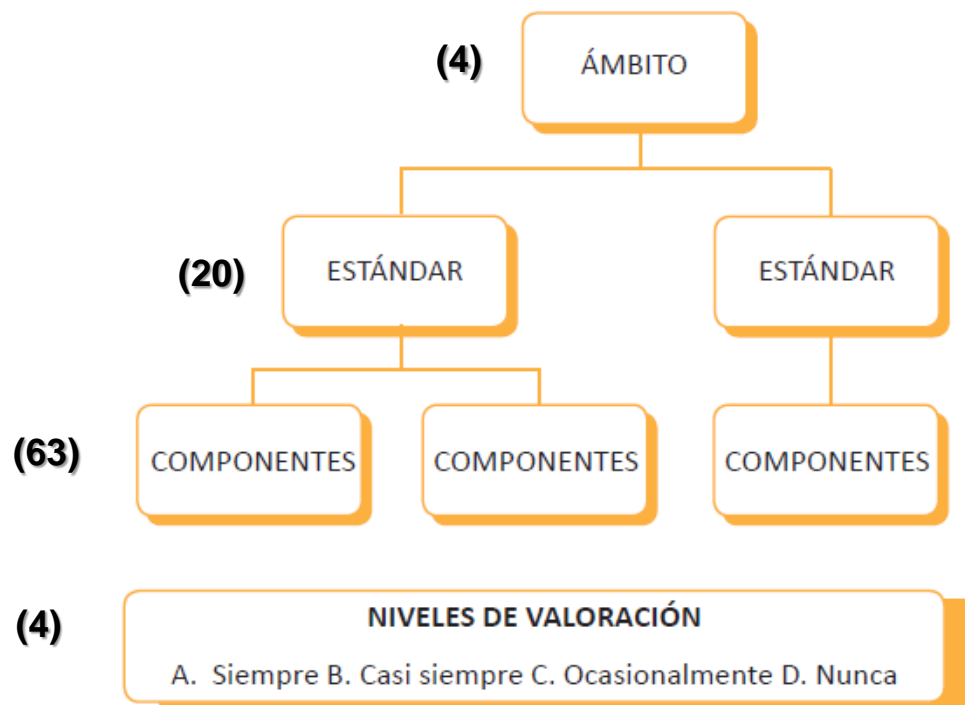 (4) ÁMBITO
(20) ESTÁNDAR ESTÁNDAR
(63) COMPONENTES COMPONENTES COMPONENTES
(4) NIVELES DE VALORACIÓN
A. Siempre B. Casi siempre C. Ocasionalmente D. Nunca